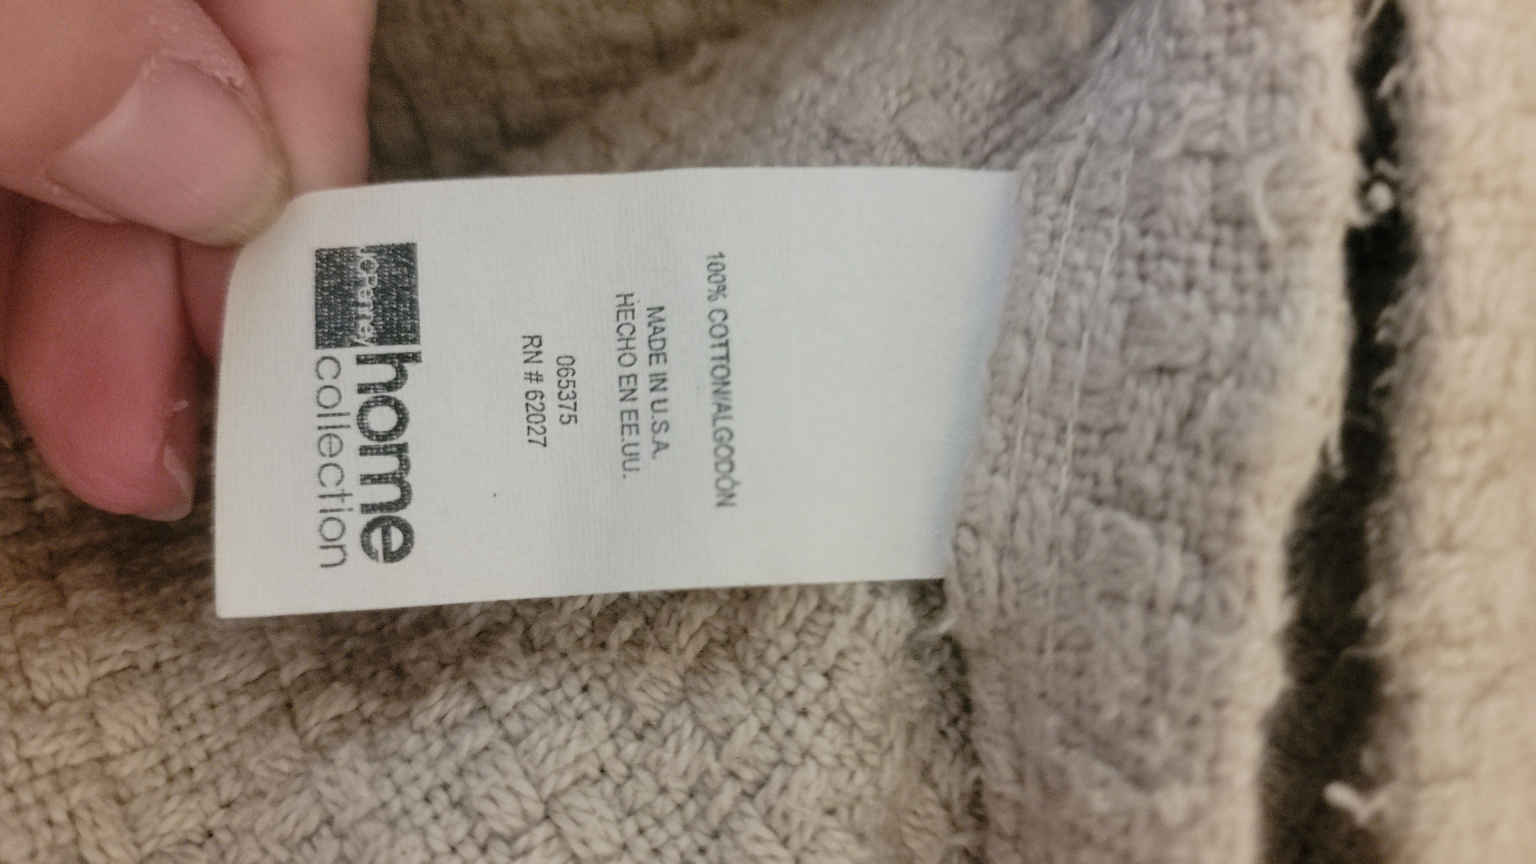 100% COTTON/ALGODÓN
MADE IN U.S.A.
HECHO EN EE.UU.
065375
RN # 62027
jcpenney
home
collection